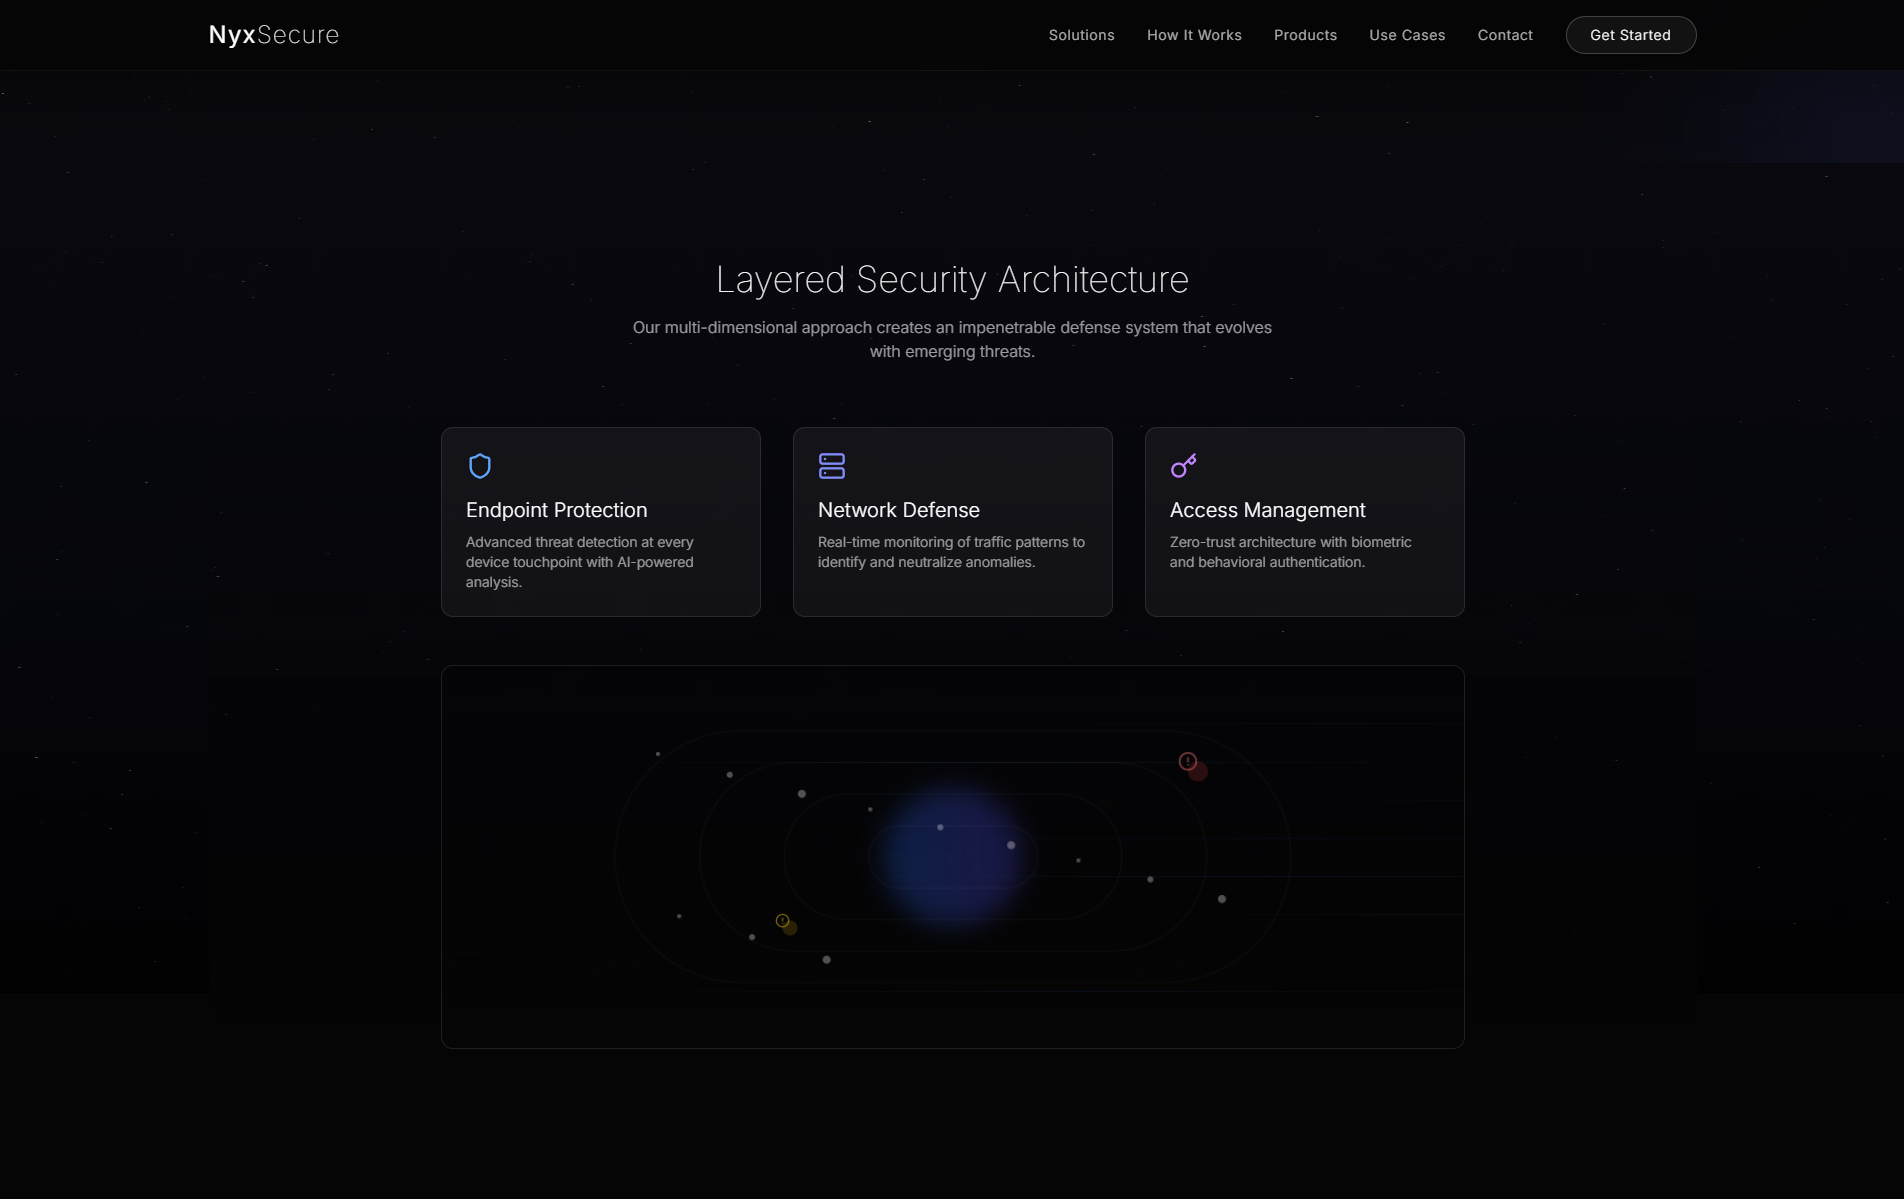 NyxSecure
Solutions
How It Works
Products
Use Cases
Contact
Get Started
Layered Security Architecture
Our multi-dimensional approach creates an impenetrable defense system that evolves
with emerging threats.
Endpoint Protection
Advanced threat detection at every
device touchpoint with AI-powered
analysis.
Network Defense
Real-time monitoring of traffic patterns to
identify and neutralize anomalies.
Access Management
Zero-trust architecture with biometric
and behavioral authentication.